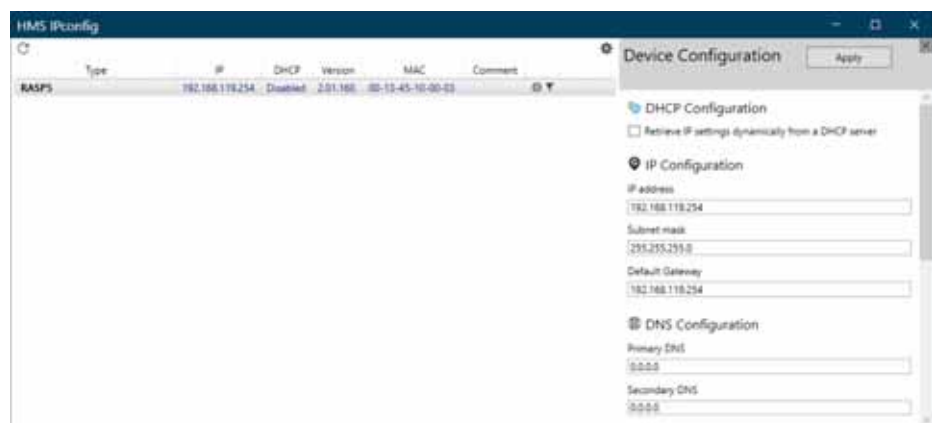 HMS IPconfig
Type IP DHCP Version MAC Comment
RASP5 192.168.119.254 Disabled 2.01.160 00-13-45-10-00-03
Device Configuration Apply
DHCP Configuration
Retrieve IP settings dynamically from a DHCP server
IP Configuration
IP address
192.168.119.254
Subnet mask
255.255.255.0
Default Gateway
192.168.119.254
DNS Configuration
Primary DNS
0.0.0.0
Secondary DNS
0.0.0.0